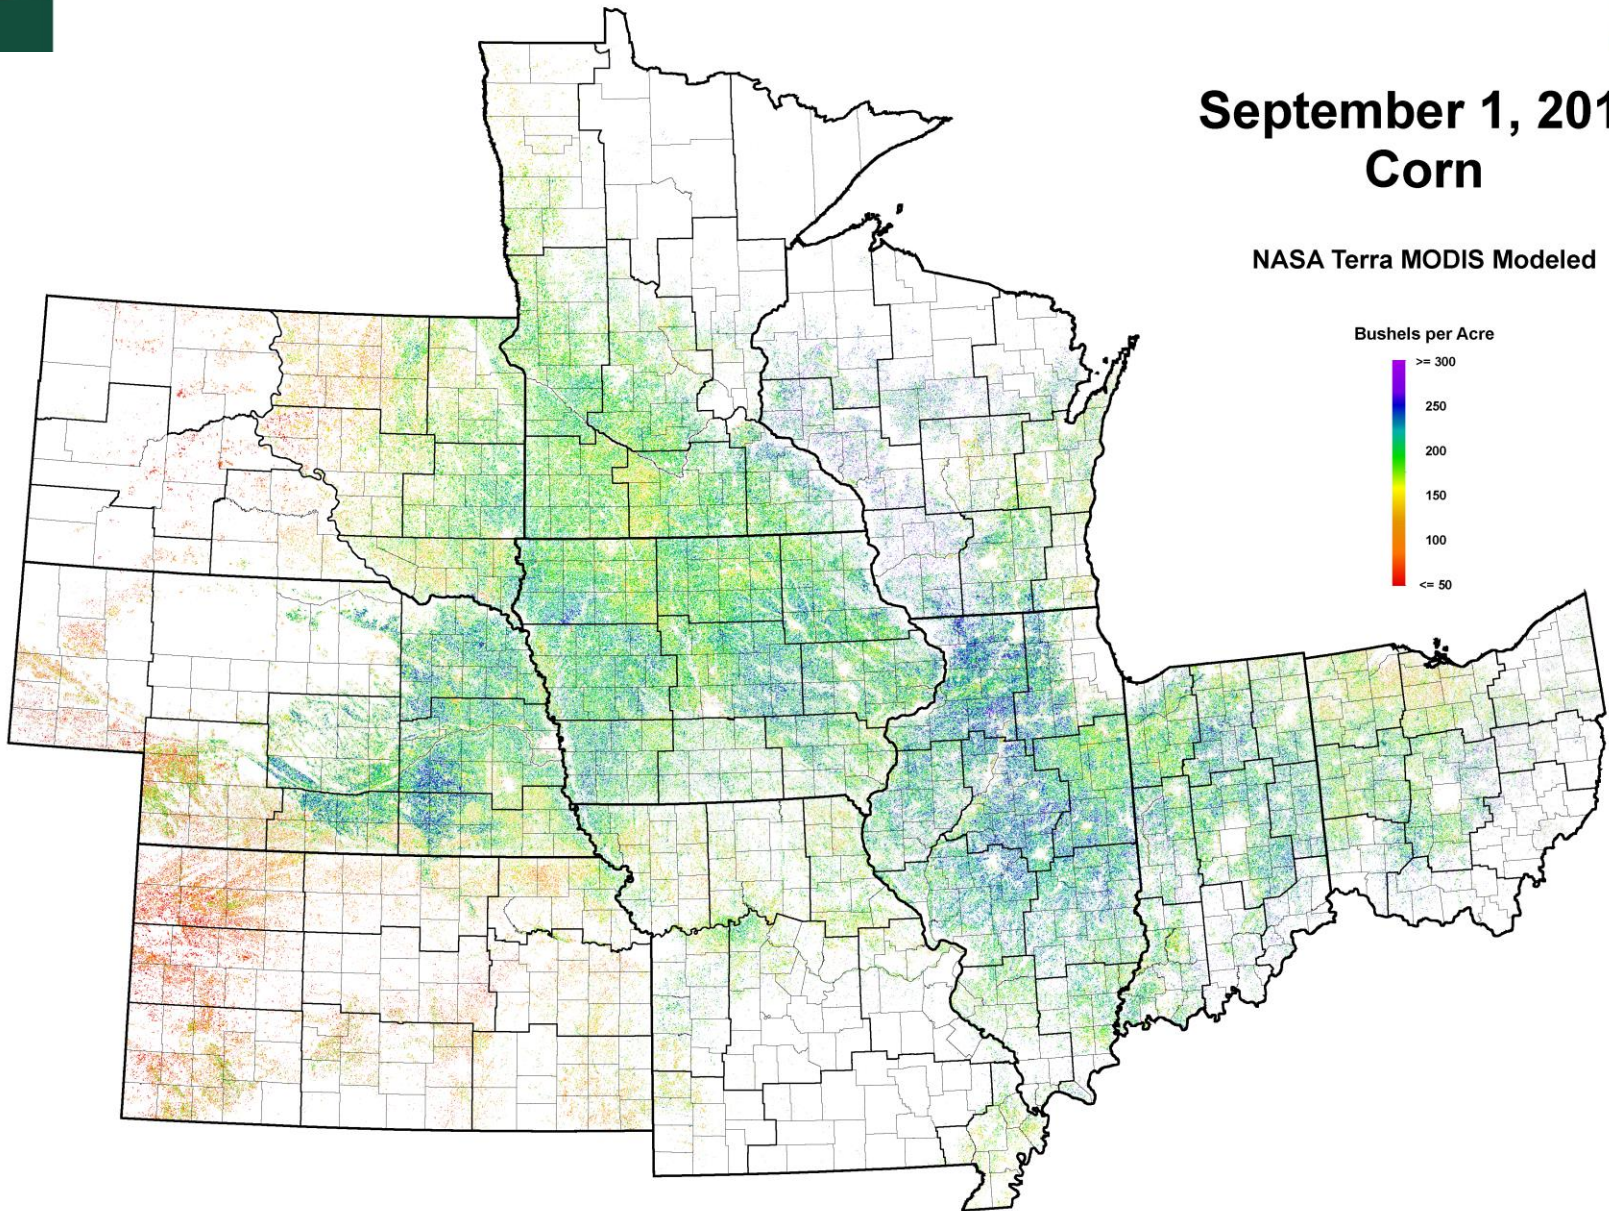 September 1, 201
Corn
NASA Terra MODIS Modeled
Bushels per Acre
>= 300
250
200
150
100
<= 50